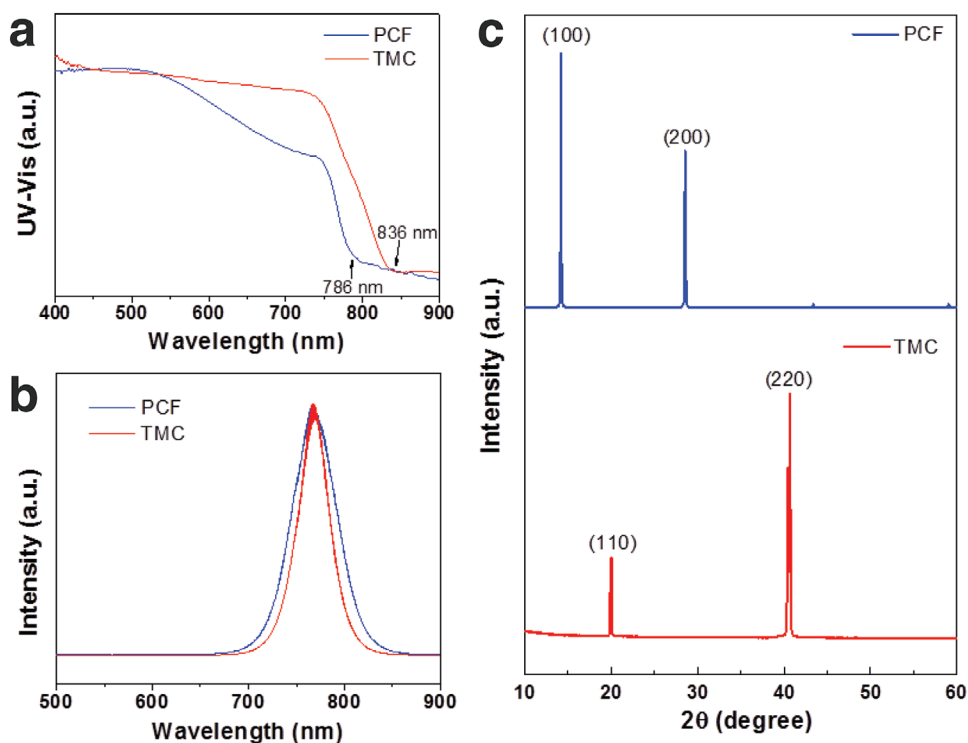 a
PCF
TMC
UV-Vis (a.u.)
836 nm
786 nm
400 500 600 700 800 900
Wavelength (nm)
b
PCF
TMC
Intensity (a.u.)
500 600 700 800 900
Wavelength (nm)
c
(100)
PCF
(200)
TMC
(220)
(110)
Intensity (a.u.)
10 20 30 40 50 60
2θ (degree)